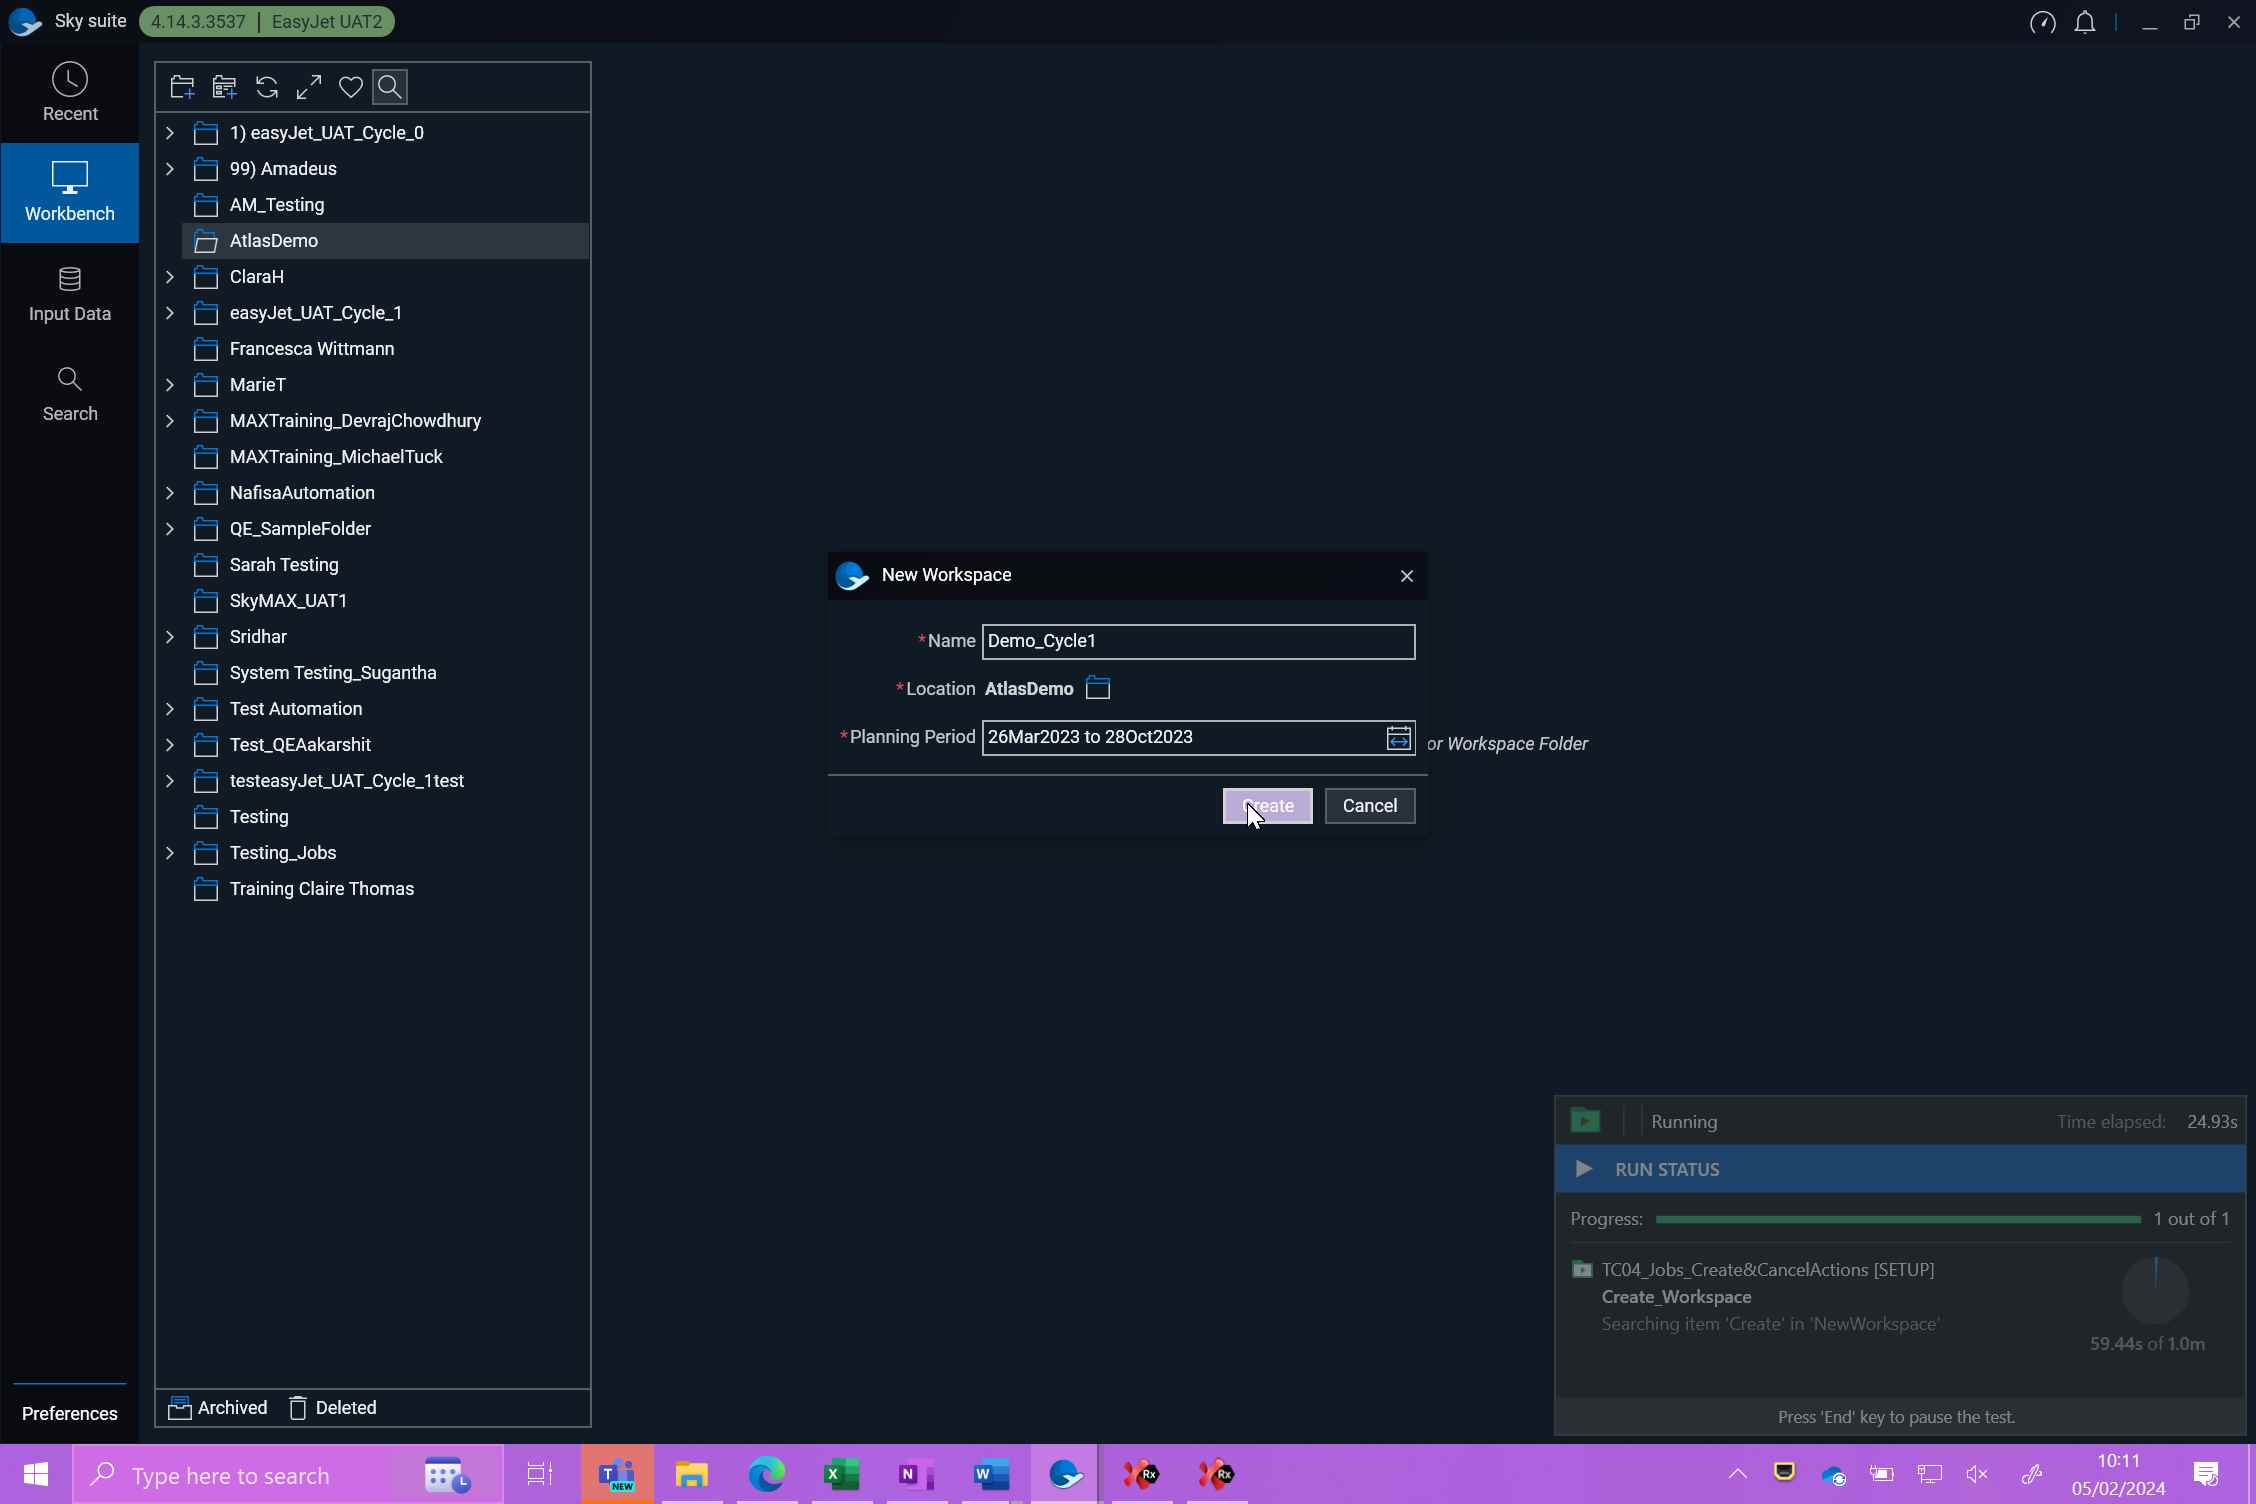 Sky suite 4.14.3.3537 | EasyJet UAT2
Recent
Workbench
Input Data
Search
1) easyJet_UAT_Cycle_0
99) Amadeus
AM_Testing
AtlasDemo
ClaraH
easyJet_UAT_Cycle_1
Francesca Wittmann
MarieT
MAXTraining_DevrajChowdhury
MAXTraining_MichaelTuck
NafisaAutomation
QE_SampleFolder
Sarah Testing
SkyMAX_UAT1
Sridhar
System Testing_Sugantha
Test Automation
Test_QEAakarshit
testeasyJet_UAT_Cycle_1test
Testing
Testing_Jobs
Training Claire Thomas
Archived Deleted
Preferences
New Workspace
*Name Demo_Cycle1
*Location AtlasDemo
*Planning Period 26Mar2023 to 28Oct2023
or Workspace Folder
Create Cancel
Running Time elapsed: 24.93s
RUN STATUS
Progress: 1 out of 1
TC04_Jobs_Create&CancelActions [SETUP]
Create_Workspace
Searching item 'Create' in 'NewWorkspace'
59.44s of 1.0m
Press 'End' key to pause the test.
Type here to search
T
NEW
X
N
W
Rx
Rx
10:11
05/02/2024